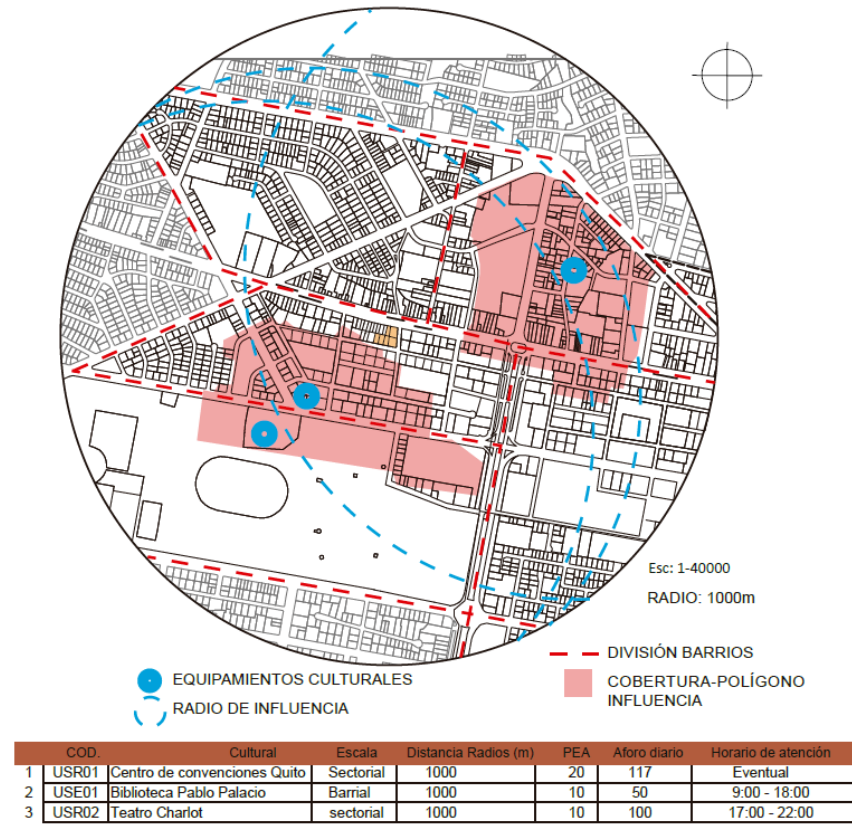 Esc: 1-40000
RADIO: 1000m
EQUIPAMIENTOS CULTURALES
RADIO DE INFLUENCIA
DIVISIÓN BARRIOS
COBERTURA-POLÍGONO
INFLUENCIA
COD. Cultural Escala Distancia Radios (m) PEA Aforo diario Horario de atención
1 USR01 Centro de convenciones Quito Sectorial 1000 20 117 Eventual
2 USE01 Biblioteca Pablo Palacio Barrial 1000 10 50 9:00 - 18:00
3 USR02 Teatro Charlot sectorial 1000 10 100 17:00 - 22:00